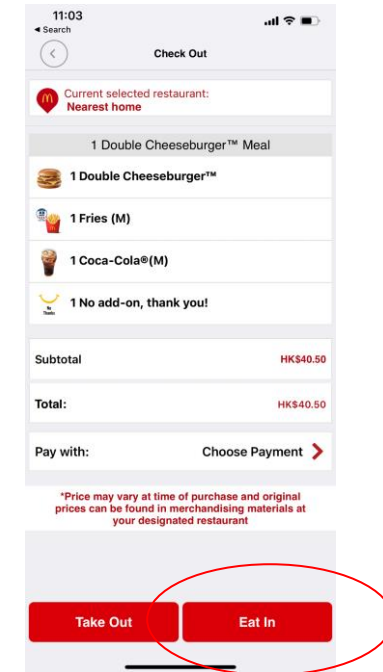 11:03
◄ Search
Check Out
Current selected restaurant:
Nearest home
1 Double Cheeseburger™ Meal
1 Double Cheeseburger™
1 Fries (M)
1 Coca-Cola®(M)
No
Thanks
1 No add-on, thank you!
Subtotal HK$40.50
Total: HK$40.50
Pay with: Choose Payment
*Price may vary at time of purchase and original
prices can be found in merchandising materials at
your designated restaurant
Take Out Eat In